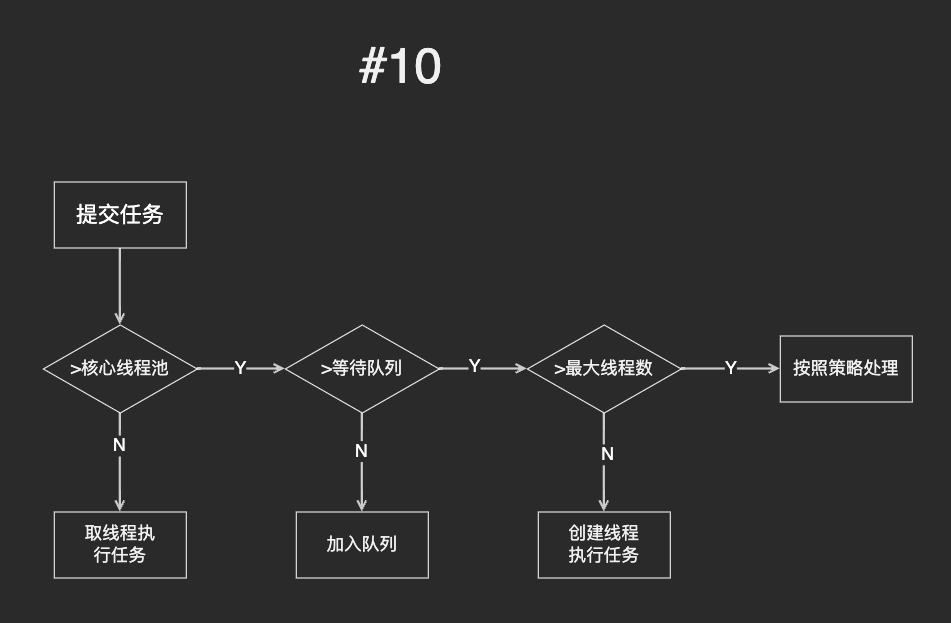 #10
提交任务
>核心线程池
Y
>等待队列
Y
>最大线程数
Y
按照策略处理
N
N
N
取线程执
行任务
加入队列
创建线程
执行任务